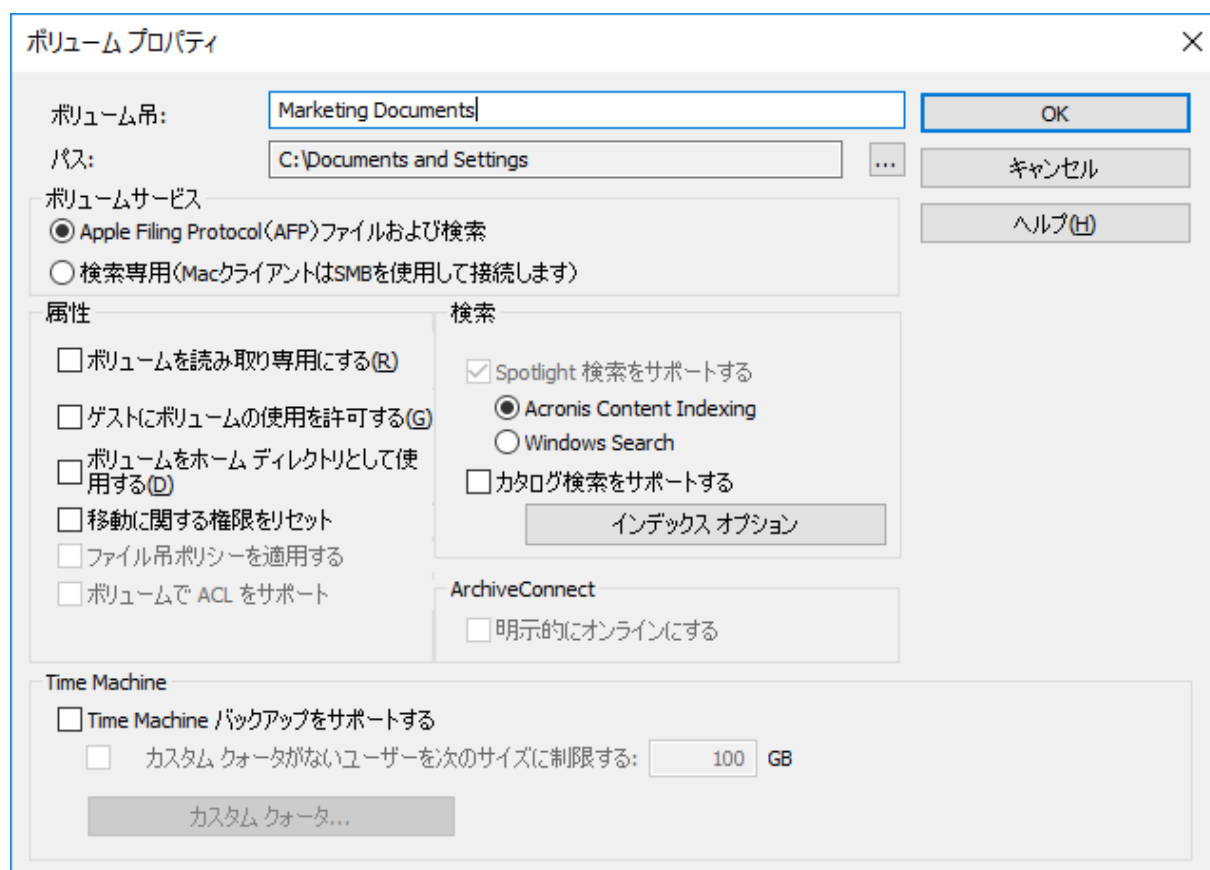 ボリューム プロパティ
ボリューム吊:
Marketing Documents
OK
パス:
C:\Documents and Settings
...
キャンセル
ボリュームサービス
ヘルプ(H)
Apple Filing Protocol(AFP)ファイルおよび検索
検索専用(MacクライアントはSMBを使用して接続します)
属性
ボリュームを読み取り専用にする(R)
ゲストにボリュームの使用を許可する(G)
ボリュームをホーム ディレクトリとして使
用する(D)
移動に関する権限をリセット
ファイル吊ポリシーを適用する
ボリュームで ACL をサポート
検索
Spotlight 検索をサポートする
Acronis Content Indexing
Windows Search
カタログ検索をサポートする
インデックス オプション
ArchiveConnect
明示的にオンラインにする
Time Machine
Time Machine バックアップをサポートする
カスタム クォータがないユーザーを次のサイズに制限する: 100 GB
カスタム クォータ...